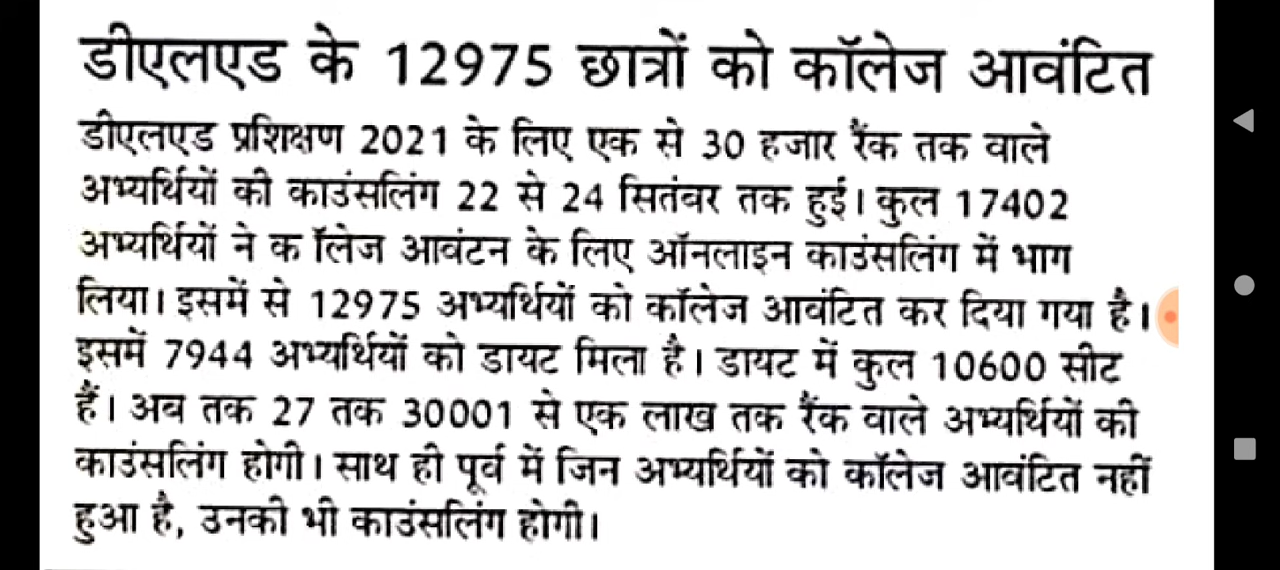 डीएलएड के 12975 छात्रों को कॉलेज आवंटित
डीएलएड प्रशिक्षण 2021 के लिए एक से 30 हजार रैंक तक वाले
अभ्यर्थियों की काउंसलिंग 22 से 24 सितंबर तक हुई। कुल 17402
अभ्यर्थियों ने क ॉलेज आवंटन के लिए ऑनलाइन काउंसलिंग में भाग
लिया। इसमें से 12975 अभ्यर्थियों को कॉलेज आवंटित कर दिया गया है।
इसमें 7944 अभ्यर्थियों को डायट मिला है। डायट में कुल 10600 सीट
हैं। अब तक 27 तक 30001 से एक लाख तक रैंक वाले अभ्यर्थियों की
काउंसलिंग होगी। साथ ही पूर्व में जिन अभ्यर्थियों को कॉलेज आवंटित नहीं
हुआ है, उनकी भी काउंसलिंग होगी।